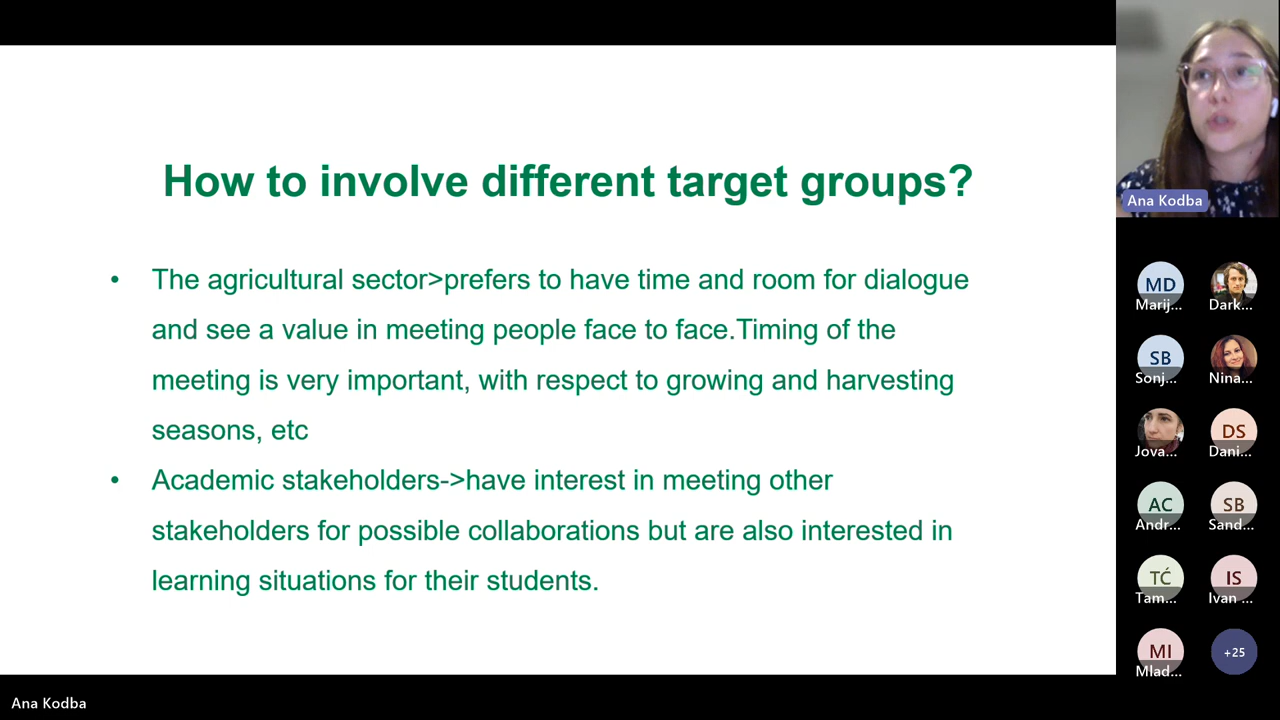 How to involve different target groups?
• The agricultural sector>prefers to have time and room for dialogue
and see a value in meeting people face to face.Timing of the
meeting is very important, with respect to growing and harvesting
seasons, etc
• Academic stakeholders->have interest in meeting other
stakeholders for possible collaborations but are also interested in
learning situations for their students.
Ana Kodba
MD
Marij...
Dark...
SB
Sonj...
Nina...
Jova...
DS
Dani...
AC
Andr...
SB
Sand...
TĆ
Tam...
IS
Ivan ...
MI
Mlad...
+25
Ana Kodba